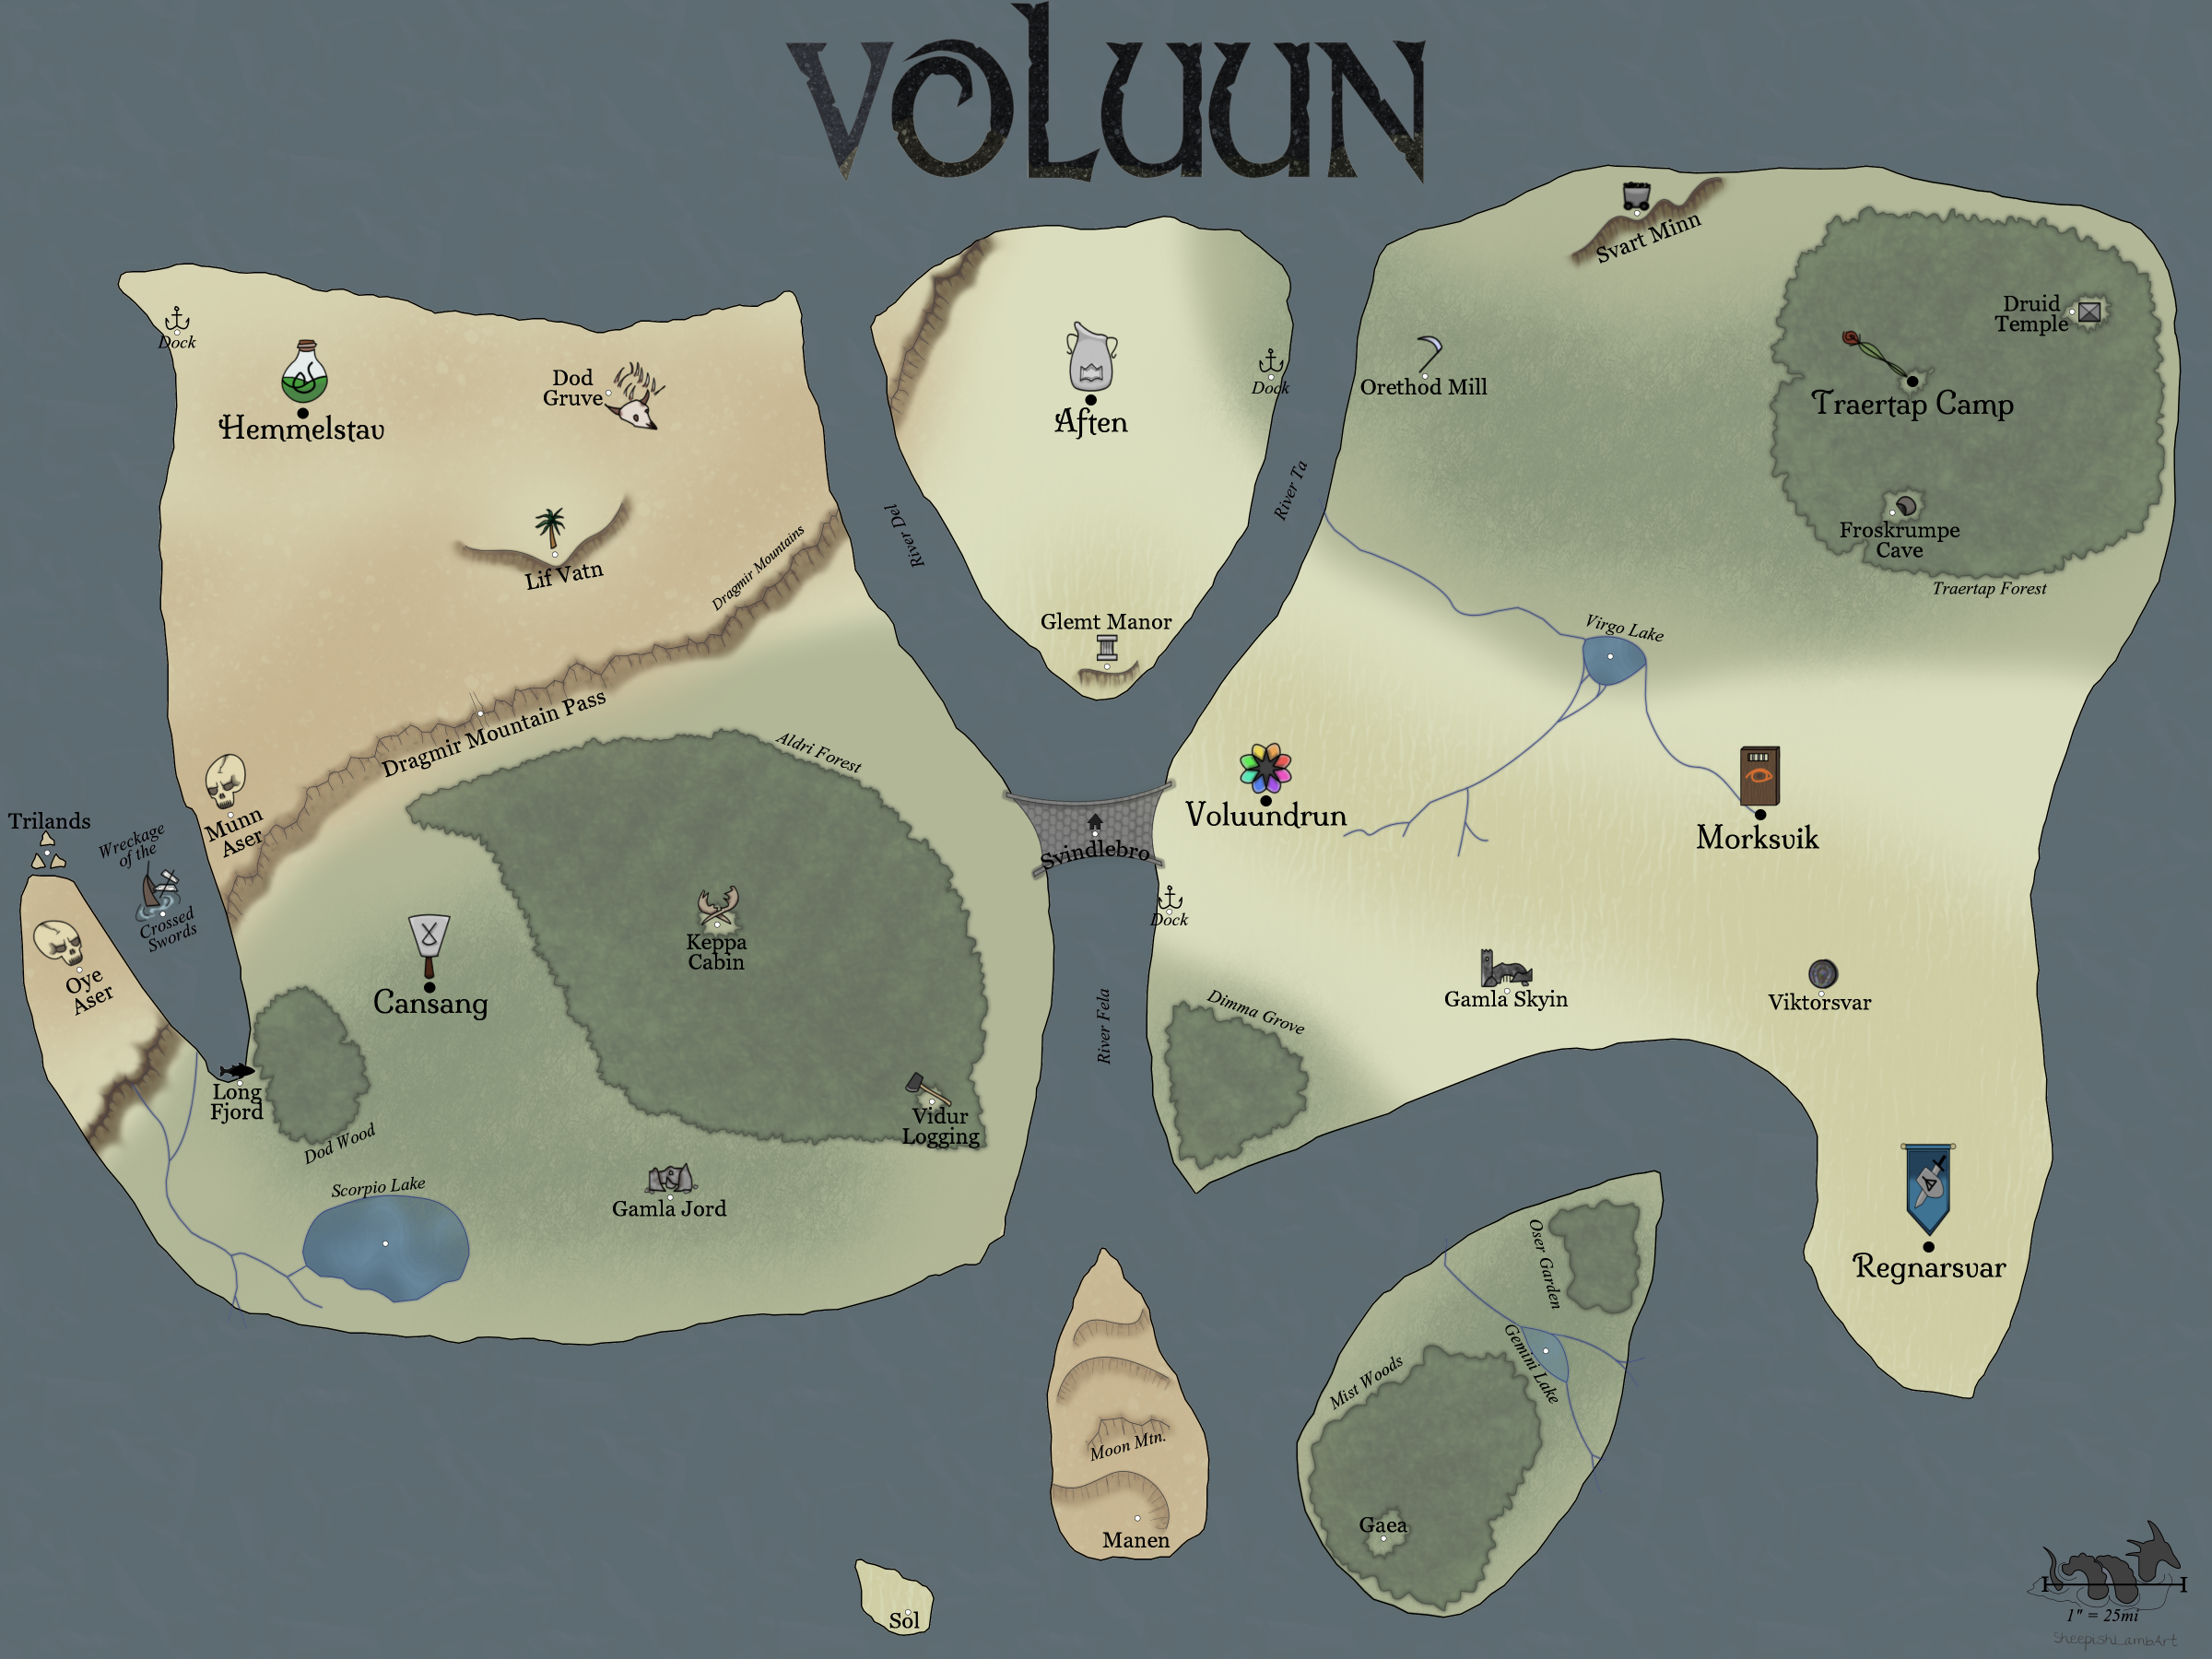 VOLUUN
Svart Minn
Dock
Hemmelstav
Dod
Gruve
Aften
Dock
Orethod Mill
Druid
Temple
Traertap Camp
Froskrumpe
Cave
Traertap Forest
Lif Vatn
Dragmir Mountains
River Del
River Ta
Glemt Manor
Virgo Lake
Dragmir Mountain Pass
Aldri Forest
Munn
Aser
Trilands
Wreckage
of the
Crossed
Swords
Oye
Aser
Svindlebro
Voluundrun
Morksvik
Dock
Cansang
Keppa
Cabin
River Fela
Dimma Grove
Gamla Skyin
Viktorsvar
Long
Fjord
Dod Wood
Vidur
Logging
Scorpio Lake
Gamla Jord
Regnarsvar
Oser Garden
Gemini Lake
Mist Woods
Moon Mtn.
Manen
Gaea
Sol
1" = 25mi
SheepishLambArt